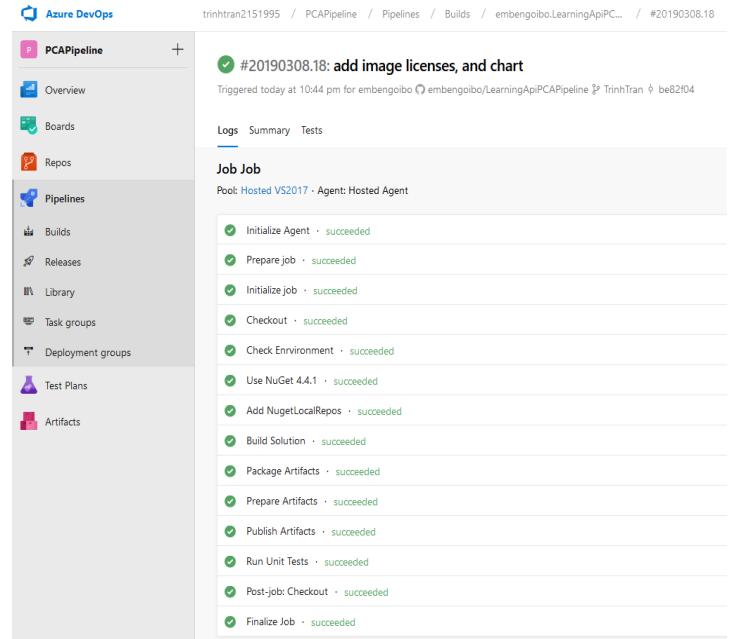 Azure DevOps
trinhtran2151995 / PCAPipeline / Pipelines / Builds / embengoibo.LearningApiPC... / #20190308.18
P PCAPipeline +
Overview
Boards
Repos
Pipelines
Builds
Releases
Library
Task groups
Deployment groups
Test Plans
Artifacts
#20190308.18: add image licenses, and chart
Triggered today at 10:44 pm for embengoibo embengoibo/LearningApiPCAPipeline TrinhTran be82f04
Logs Summary Tests
Job Job
Pool: Hosted VS2017 · Agent: Hosted Agent
Initialize Agent · succeeded
Prepare job · succeeded
Initialize job · succeeded
Checkout · succeeded
Check Enrvironment · succeeded
Use NuGet 4.4.1 · succeeded
Add NugetLocalRepos · succeeded
Build Solution · succeeded
Package Artifacts · succeeded
Prepare Artifacts · succeeded
Publish Artifacts · succeeded
Run Unit Tests · succeeded
Post-job: Checkout · succeeded
Finalize Job · succeeded